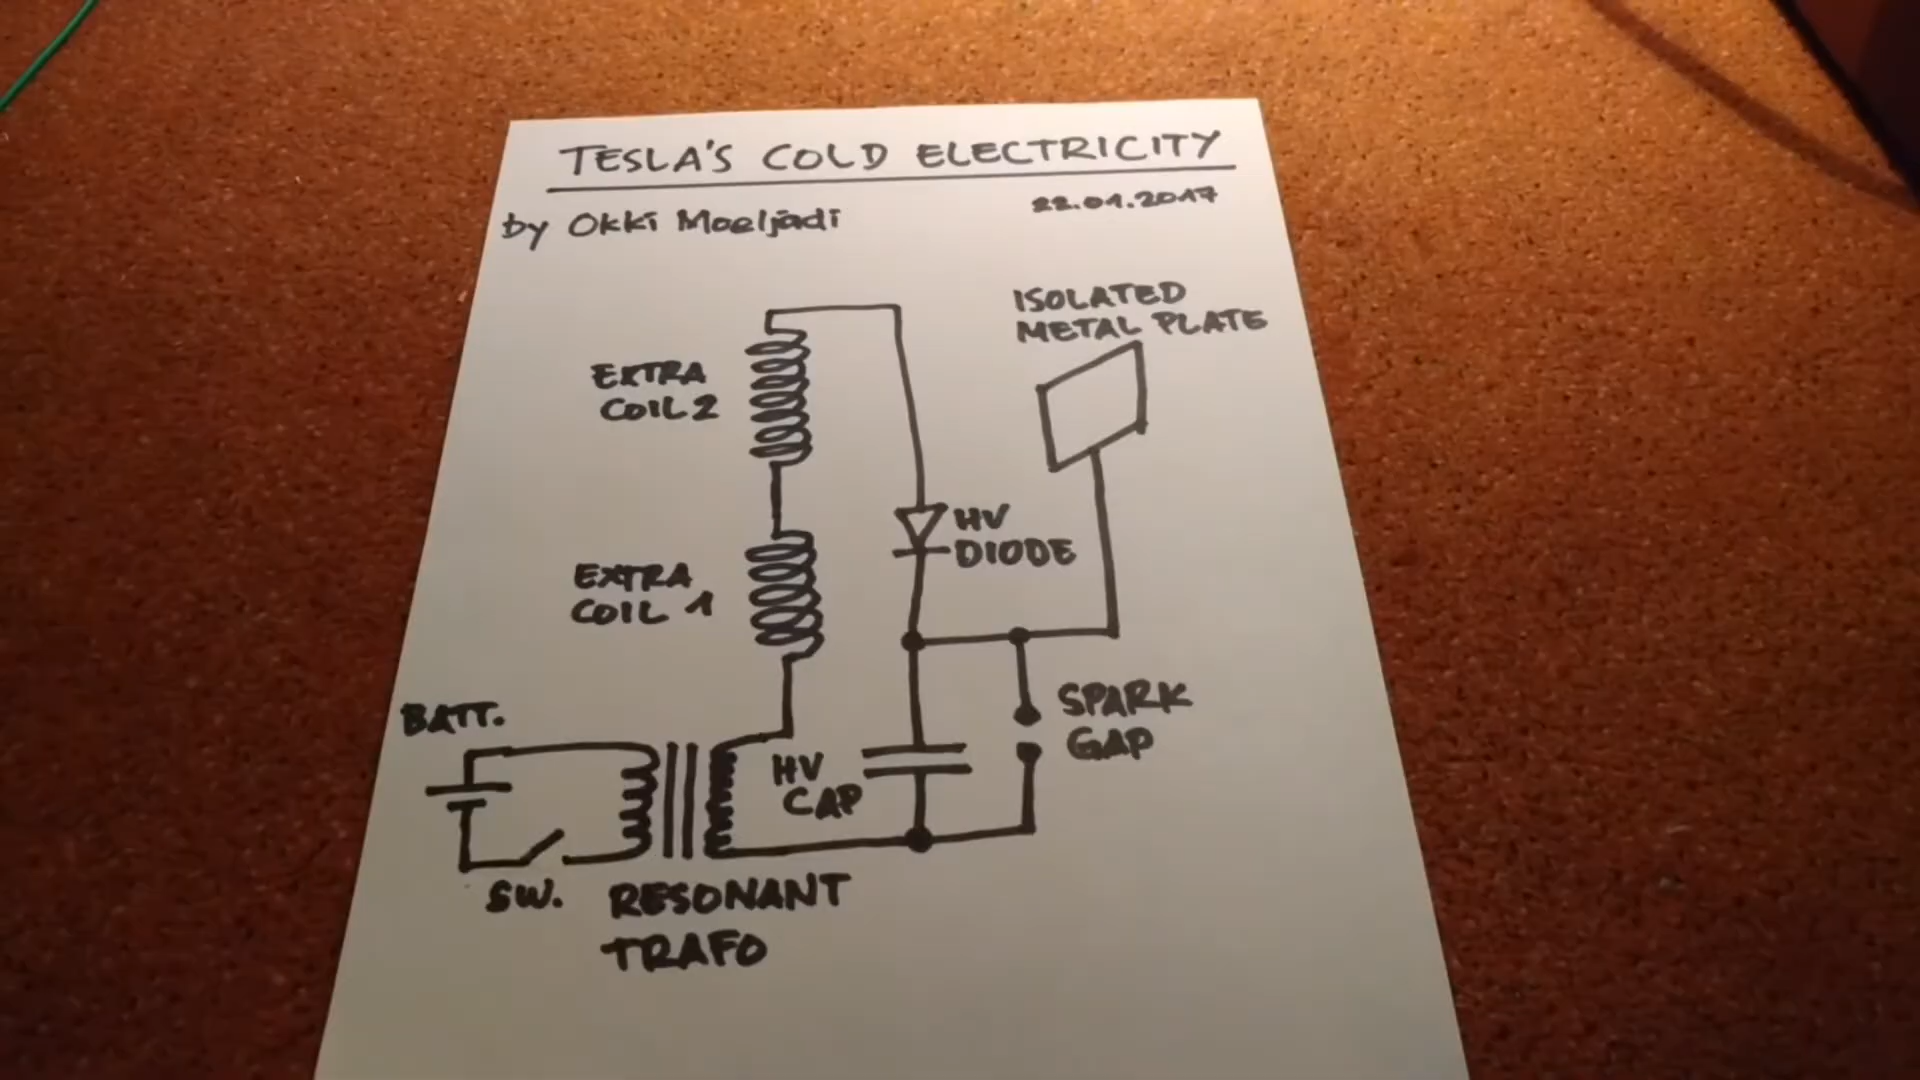 TESLA'S COLD ELECTRICITY
by Okki Moeljadi
22.01.2017
ISOLATED
METAL PLATE
EXTRA
COIL 2
HV
DIODE
EXTRA
COIL 1
SPARK
GAP
BATT.
HV
CAP
SW.
RESONANT
TRAFO